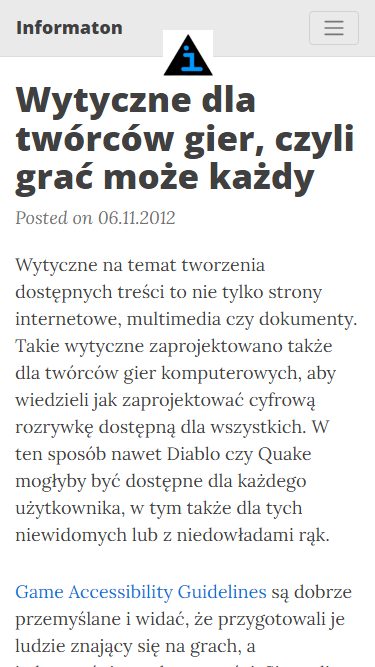 Informaton
i
Wytyczne dla
twórców gier, czyli
grać może każdy
Posted on 06.11.2012
Wytyczne na temat tworzenia
dostępnych treści to nie tylko strony
internetowe, multimedia czy dokumenty.
Takie wytyczne zaprojektowano także
dla twórców gier komputerowych, aby
wiedzieli jak zaprojektować cyfrową
rozrywkę dostępną dla wszystkich. W
ten sposób nawet Diablo czy Quake
mogłyby być dostępne dla każdego
użytkownika, w tym także dla tych
niewidomych lub z niedowładami rąk.
Game Accessibility Guidelines są dobrze
przemyślane i widać, że przygotowali je
ludzie znający się na grach, a